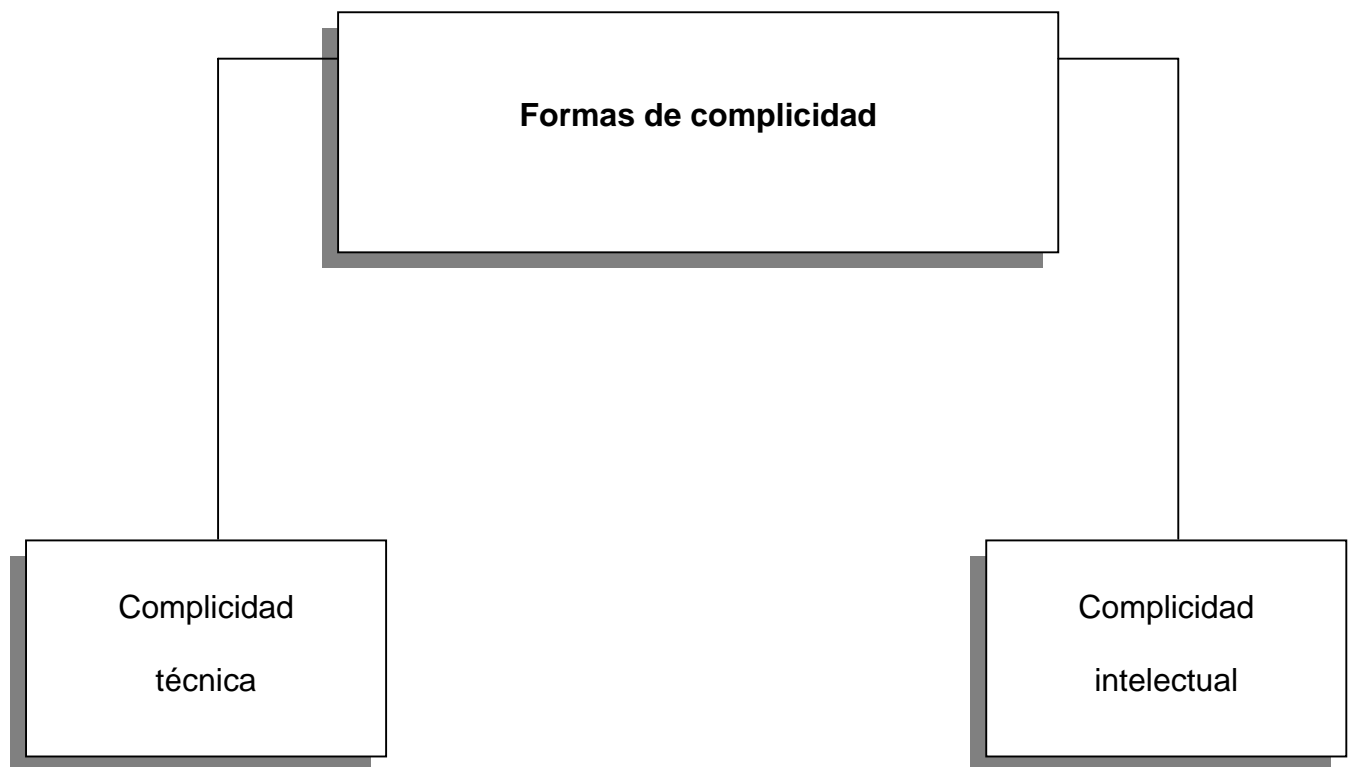 Formas de complicidad
Complicidad
técnica
Complicidad
intelectual